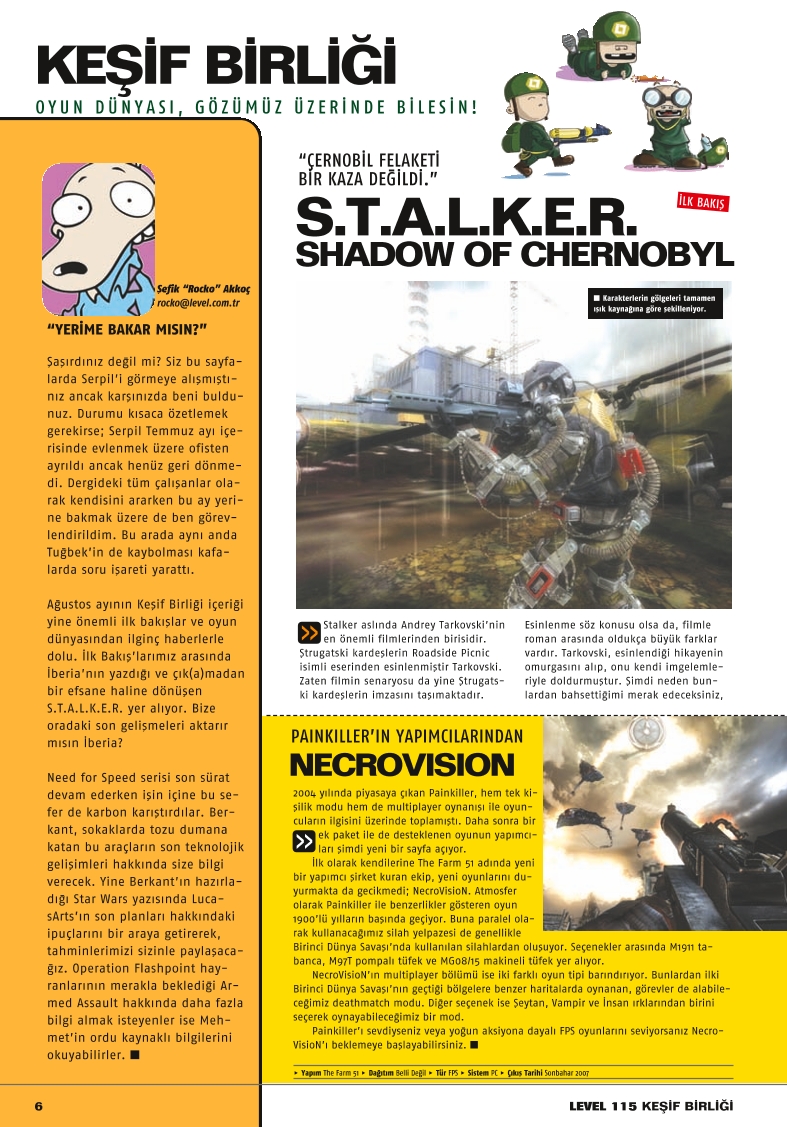 KEŞİF BİRLİĞİ
OYUN DÜNYASI, GÖZÜMÜZ ÜZERİNDE BİLESİN!
Şefik “Rocko” Akkoç
rocko@level.com.tr
“YERİME BAKAR MISIN?”
Şaşırdınız değil mi? Siz bu sayfa-
larda Serpil’i görmeye alışmıştı-
nız ancak karşınızda beni buldu-
nuz. Durumu kısaca özetlemek
gerekirse; Serpil Temmuz ayı içe-
risinde evlenmek üzere ofisten
ayrıldı ancak henüz geri dönme-
di. Dergideki tüm çalışanlar ola-
rak kendisini ararken bu ay yeri-
ne bakmak üzere de ben görev-
lendirildim. Bu arada aynı anda
Tuğbek’in de kaybolması kafa-
larda soru işareti yarattı.
Ağustos ayının Keşif Birliği içeriği
yine önemli ilk bakışlar ve oyun
dünyasından ilginç haberlerle
dolu. İlk Bakış’larımız arasında
İberia’nın yazdığı ve çık(a)madan
bir efsane haline dönüşen
S.T.A.L.K.E.R. yer alıyor. Bize
oradaki son gelişmeleri aktarır
mısın İberia?
Need for Speed serisi son sürat
devam ederken işin içine bu se-
fer de karbon karıştırdılar. Ber-
kant, sokaklarda tozu dumana
katan bu araçların son teknolojik
gelişimleri hakkında size bilgi
verecek. Yine Berkant’ın hazırla-
dığı Star Wars yazısında Luca-
sArts’ın son planları hakkındaki
ipuçlarını bir araya getirerek,
tahminlerimizi sizinle paylaşaca-
ğız. Operation Flashpoint hay-
ranlarının merakla beklediği Ar-
med Assault hakkında daha fazla
bilgi almak isteyenler ise Meh-
met’in ordu kaynaklı bilgilerini
okuyabilirler. ■
“ÇERNOBİL FELAKETİ
BİR KAZA DEĞİLDİ.”
İLK BAKIŞ
S.T.A.L.K.E.R.
SHADOW OF CHERNOBYL
■ Karakterlerin gölgeleri tamamen
ışık kaynağına göre şekilleniyor.
Stalker aslında Andrey Tarkovski’nin
en önemli filmlerinden birisidir.
Ştrugatski kardeşlerin Roadside Picnic
isimli eserinden esinlenmiştir Tarkovski.
Zaten filmin senaryosu da yine Ştrugats-
ki kardeşlerin imzasını taşımaktadır.
Esinlenme söz konusu olsa da, filmle
roman arasında oldukça büyük farklar
vardır. Tarkovski, esinlendiği hikayenin
omurgasını alıp, onu kendi imgelemle-
riyle doldurmuştur. Şimdi neden bun-
lardan bahsettiğimi merak edeceksiniz,
PAINKILLER’IN YAPIMCILARINDAN
NECROVISION
2004 yılında piyasaya çıkan Painkiller, hem tek ki-
şilik modu hem de multiplayer oynanışı ile oyun-
cuların ilgisini üzerinde toplamıştı. Daha sonra bir
ek paket ile de desteklenen oyunun yapımcı-
ları şimdi yeni bir sayfa açıyor.
İlk olarak kendilerine The Farm 51 adında yeni
bir yapımcı şirket kuran ekip, yeni oyunlarını du-
yurmakta da gecikmedi; NecroVisioN. Atmosfer
olarak Painkiller ile benzerlikler gösteren oyun
1900’lü yılların başında geçiyor. Buna paralel ola-
rak kullanacağımız silah yelpazesi de genellikle
Birinci Dünya Savaşı’nda kullanılan silahlardan oluşuyor. Seçenekler arasında M1911 ta-
banca, M97T pompalı tüfek ve MG08/15 makineli tüfek yer alıyor.
NecroVisioN’ın multiplayer bölümü ise iki farklı oyun tipi barındırıyor. Bunlardan ilki
Birinci Dünya Savaşı’nın geçtiği bölgelere benzer haritalarda oynanan, görevler de alabile-
ceğimiz deathmatch modu. Diğer seçenek ise Şeytan, Vampir ve İnsan ırklarından birini
seçerek oynayabileceğimiz bir mod.
Painkiller’ı sevdiyseniz veya yoğun aksiyona dayalı FPS oyunlarını seviyorsanız Necro-
VisioN’ı beklemeye başlayabilirsiniz. ■
▸ Yapım The Farm 51 ▸ Dağıtım Belli Değil ▸ Tür FPS ▸ Sistem PC ▸ Çıkış Tarihi Sonbahar 2007
6
LEVEL 115 KEŞİF BİRLİĞİ